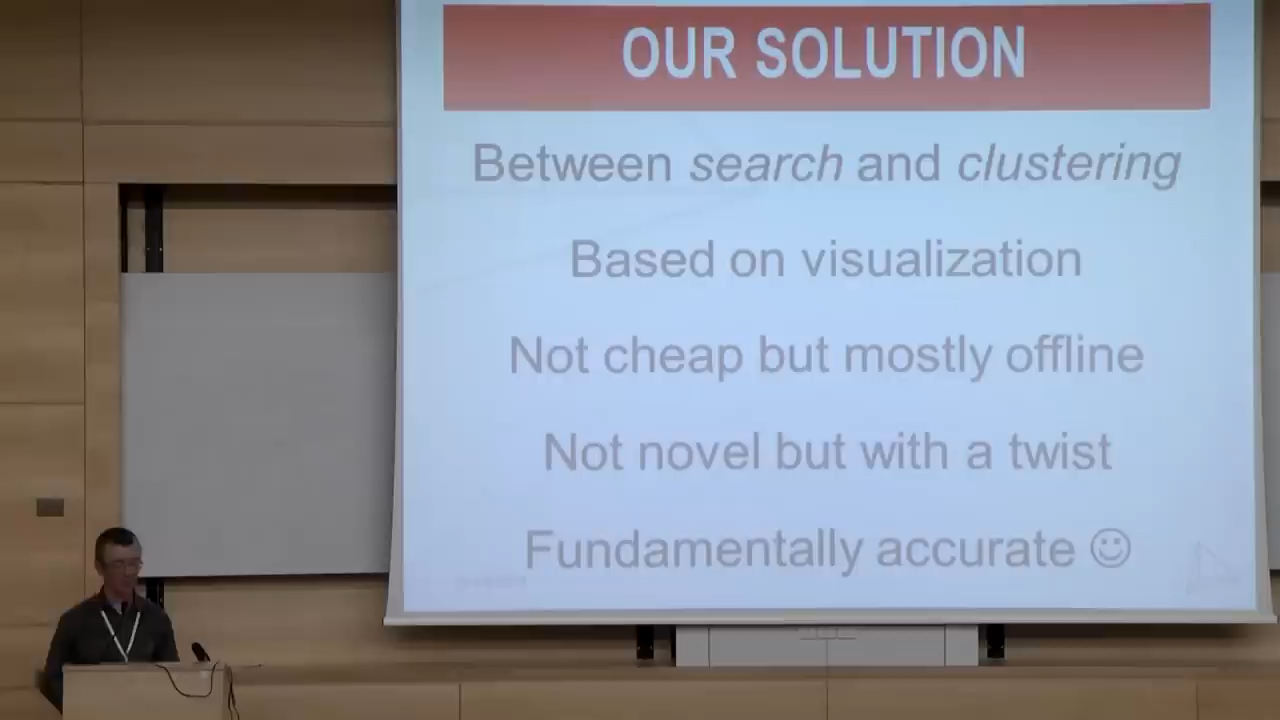 OUR SOLUTION
Between search and clustering
Based on visualization
Not cheap but mostly offline
Not novel but with a twist
Fundamentally accurate ☺